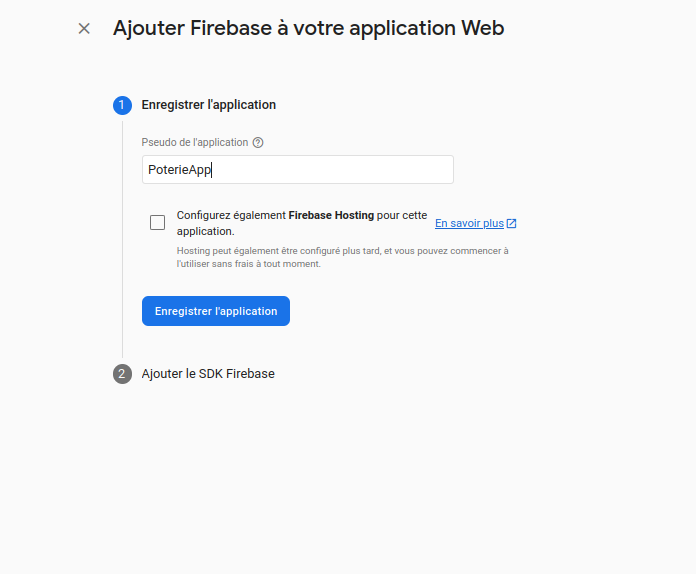 Ajouter Firebase à votre application Web
1 Enregistrer l'application
Pseudo de l'application
PoterieApp
Configurez également Firebase Hosting pour cette
application.
En savoir plus
Hosting peut également être configuré plus tard, et vous pouvez commencer à
l'utiliser sans frais à tout moment.
Enregistrer l'application
2 Ajouter le SDK Firebase